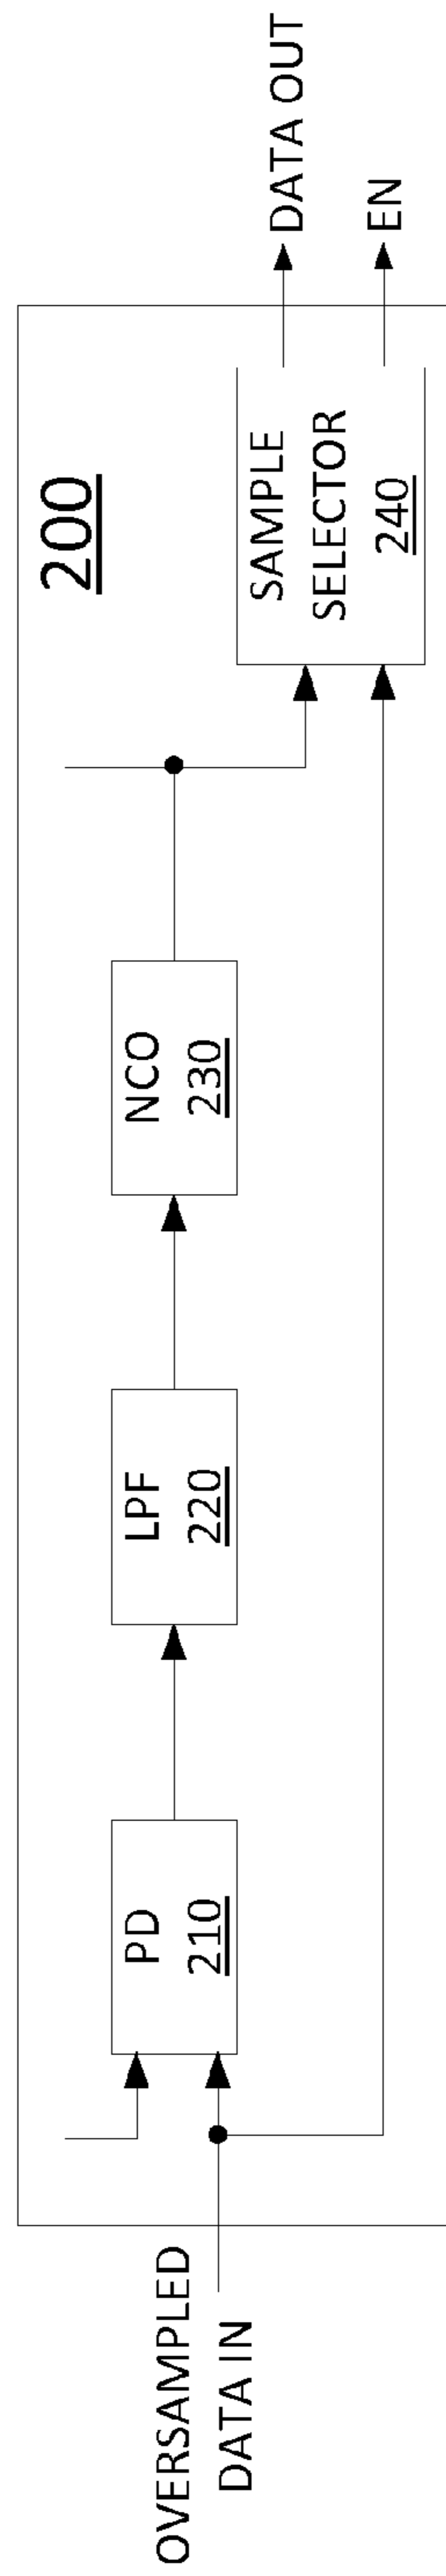 200
OVERSAMPLED
DATA IN
PD
210
LPF
220
NCO
230
SAMPLE
SELECTOR
240
DATA OUT
EN